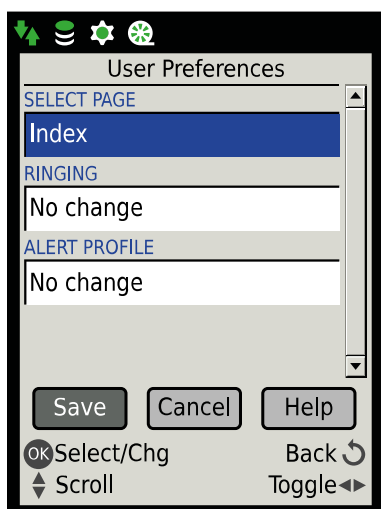 User Preferences
SELECT PAGE
Index
RINGING
No change
ALERT PROFILE
No change
Save Cancel Help
OK Select/Chg Back
Scroll Toggle